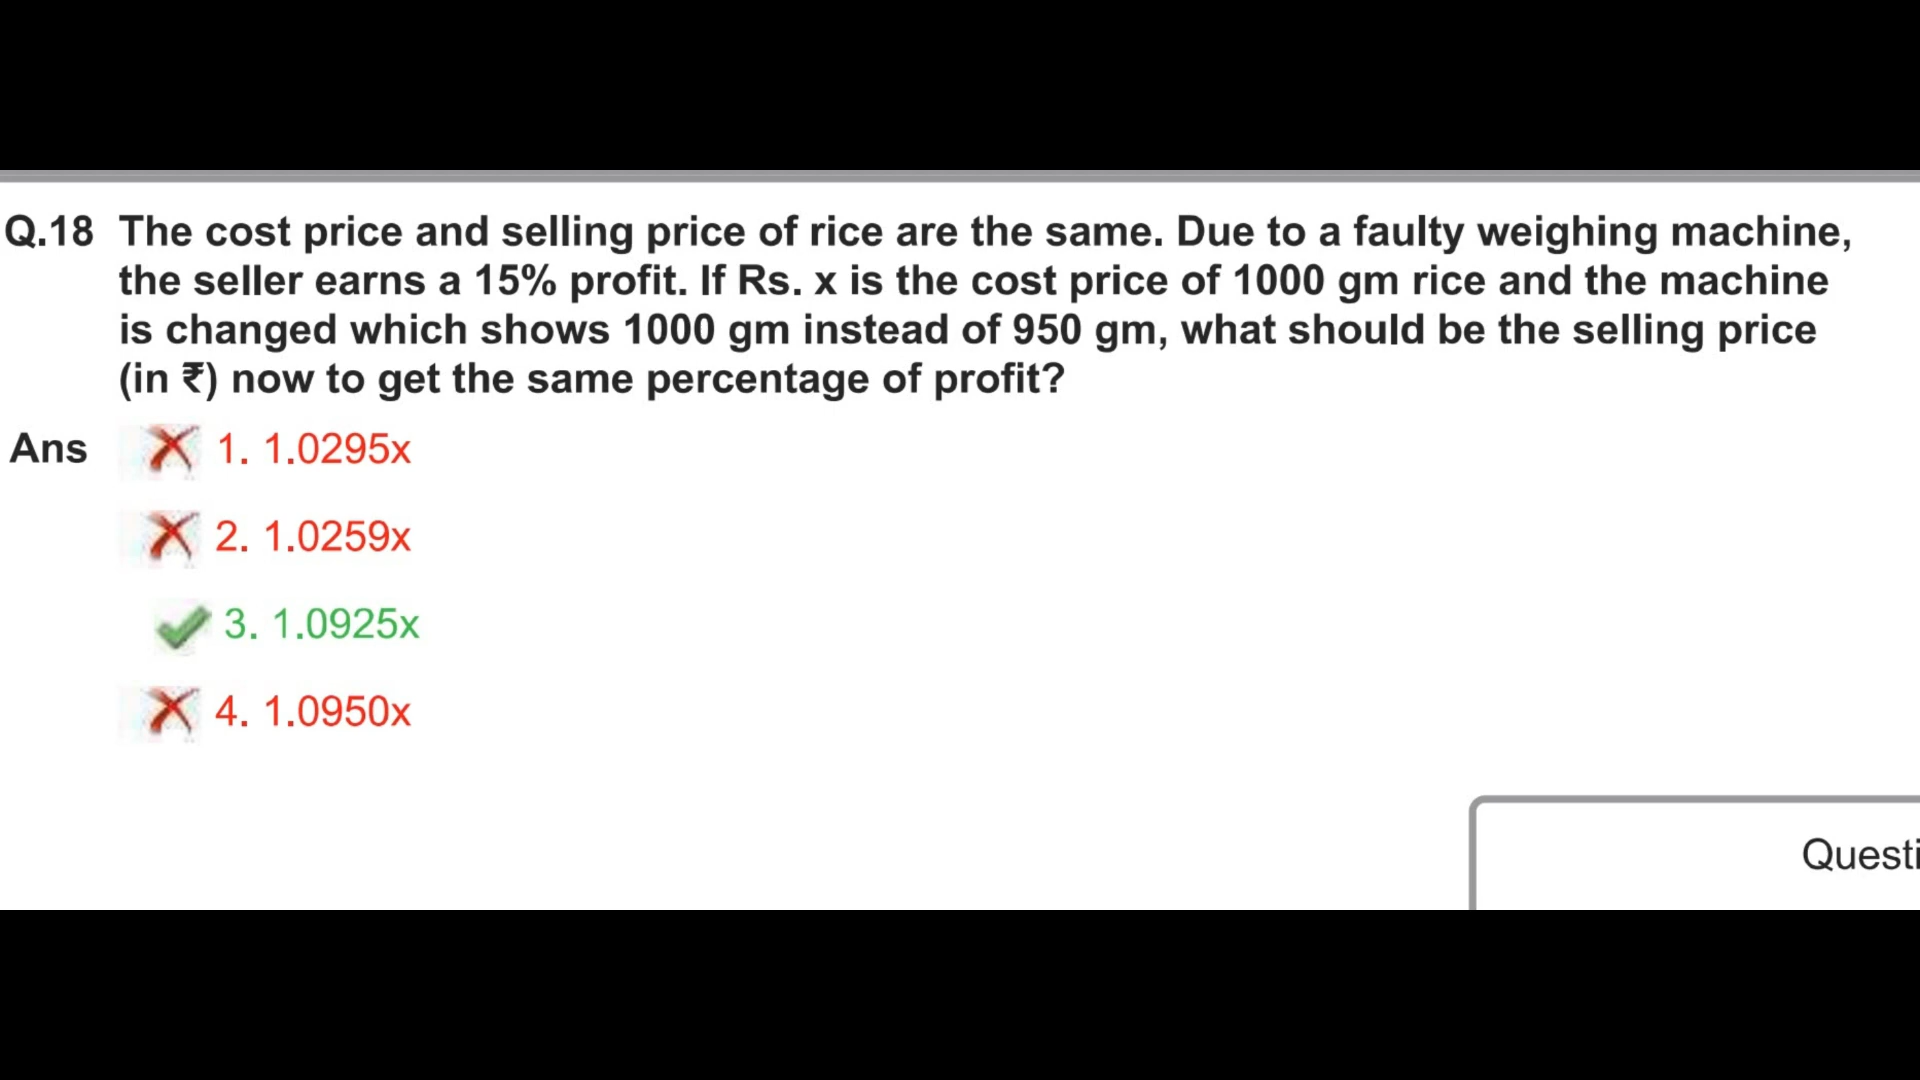 Q.18 The cost price and selling price of rice are the same. Due to a faulty weighing machine,
the seller earns a 15% profit. If Rs. x is the cost price of 1000 gm rice and the machine
is changed which shows 1000 gm instead of 950 gm, what should be the selling price
(in ₹) now to get the same percentage of profit?
Ans 1. 1.0295x
2. 1.0259x
3. 1.0925x
4. 1.0950x
Questi